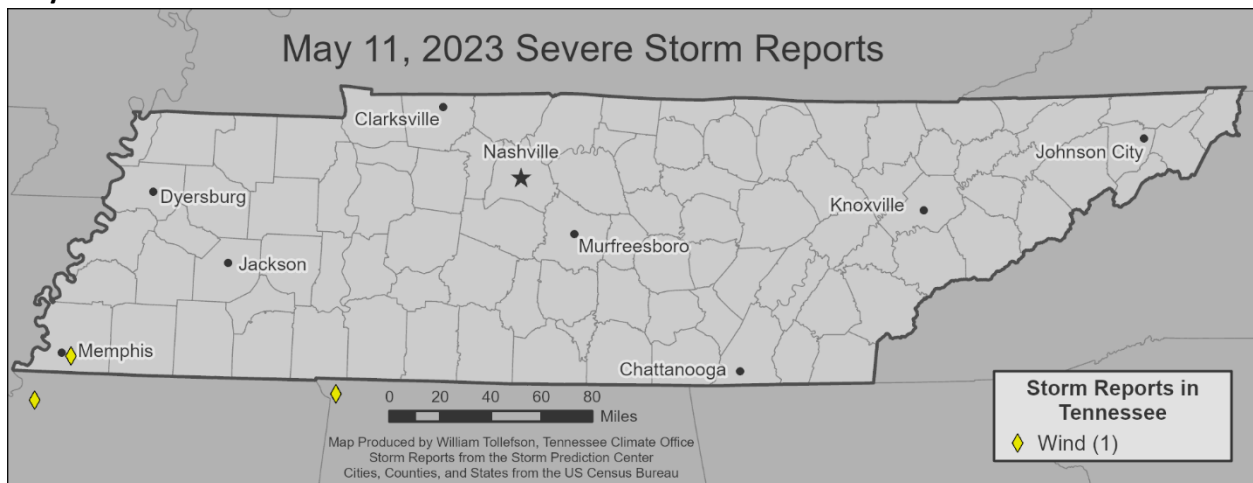 May 11, 2023 Severe Storm Reports
Clarksville
Nashville
Johnson City
Dyersburg
Knoxville
Murfreesboro
Jackson
Memphis
Chattanooga
0 20 40 60 80
Miles
Map Produced by William Tollefson, Tennessee Climate Office
Storm Reports from the Storm Prediction Center
Cities, Counties, and States from the US Census Bureau
Storm Reports in
Tennessee
Wind (1)